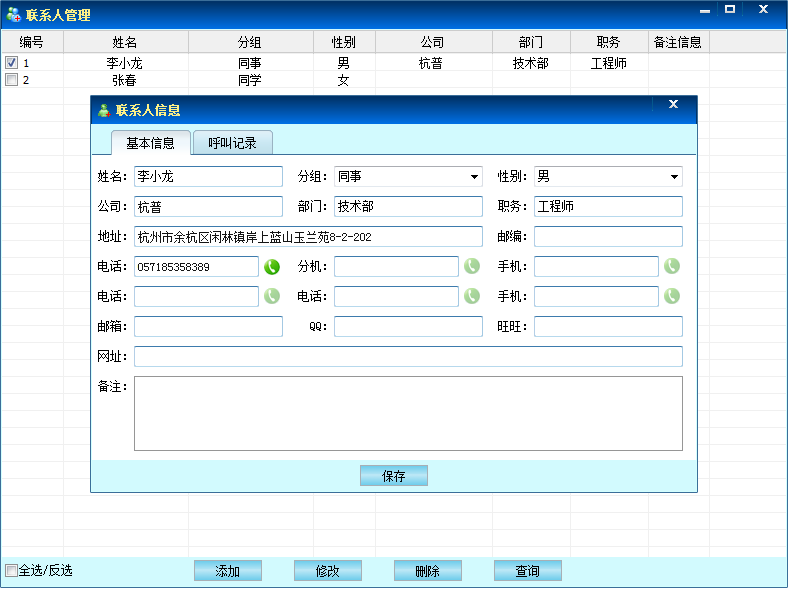 联系人管理
编号 姓名 分组 性别 公司 部门 职务 备注信息
1 李小龙 同事 男 杭普 技术部 工程师
2 张春 同学 女
联系人信息
基本信息 呼叫记录
姓名: 李小龙 分组: 同事 性别: 男
公司: 杭普 部门: 技术部 职务: 工程师
地址: 杭州市余杭区闲林镇岸上蓝山玉兰苑8-2-202 邮编:
电话: 057185358389 分机: 手机:
电话: 电话: 手机:
邮箱: QQ: 旺旺:
网址:
备注:
保存
全选/反选 添加 修改 删除 查询